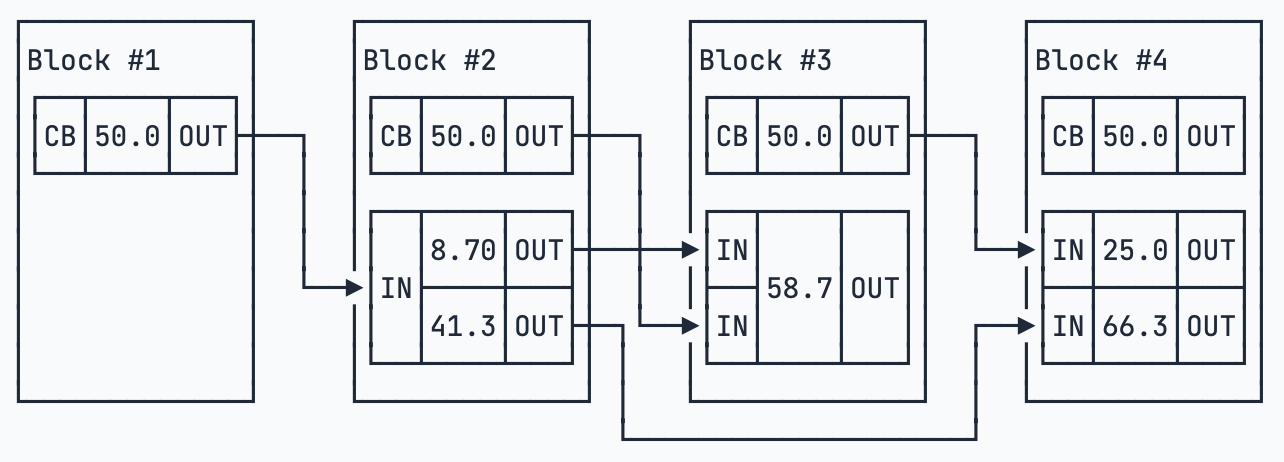 Block #1
CB 50.0 OUT
Block #2
CB 50.0 OUT
IN
8.70 OUT
41.3 OUT
Block #3
CB 50.0 OUT
IN
IN
58.7 OUT
Block #4
CB 50.0 OUT
IN 25.0 OUT
IN 66.3 OUT